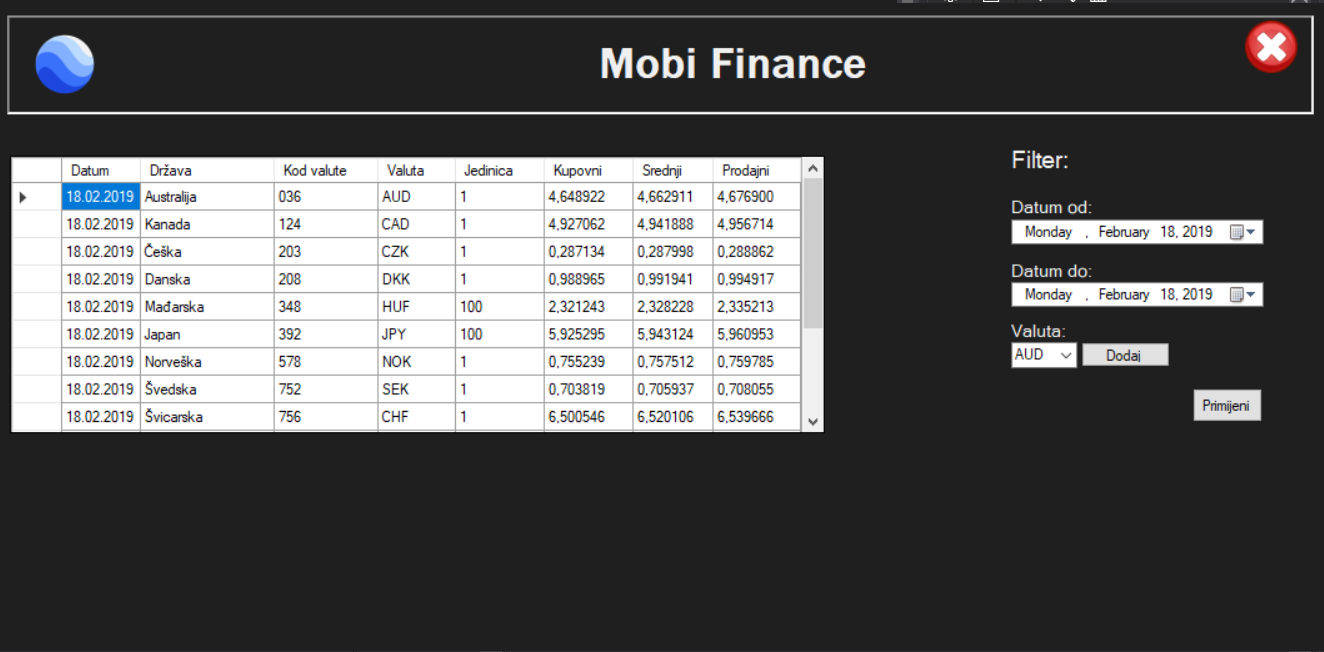 Mobi Finance
Datum Država Kod valute Valuta Jedinica Kupovni Srednji Prodajni
18.02.2019 Australija 036 AUD 1 4,648922 4,662911 4,676900
18.02.2019 Kanada 124 CAD 1 4,927062 4,941888 4,956714
18.02.2019 Češka 203 CZK 1 0,287134 0,287998 0,288862
18.02.2019 Danska 208 DKK 1 0,988965 0,991941 0,994917
18.02.2019 Mađarska 348 HUF 100 2,321243 2,328228 2,335213
18.02.2019 Japan 392 JPY 100 5,925295 5,943124 5,960953
18.02.2019 Norveška 578 NOK 1 0,755239 0,757512 0,759785
18.02.2019 Švedska 752 SEK 1 0,703819 0,705937 0,708055
18.02.2019 Švicarska 756 CHF 1 6,500546 6,520106 6,539666
Filter:
Datum od:
Monday , February 18, 2019
Datum do:
Monday , February 18, 2019
Valuta:
AUD Dodaj
Primijeni